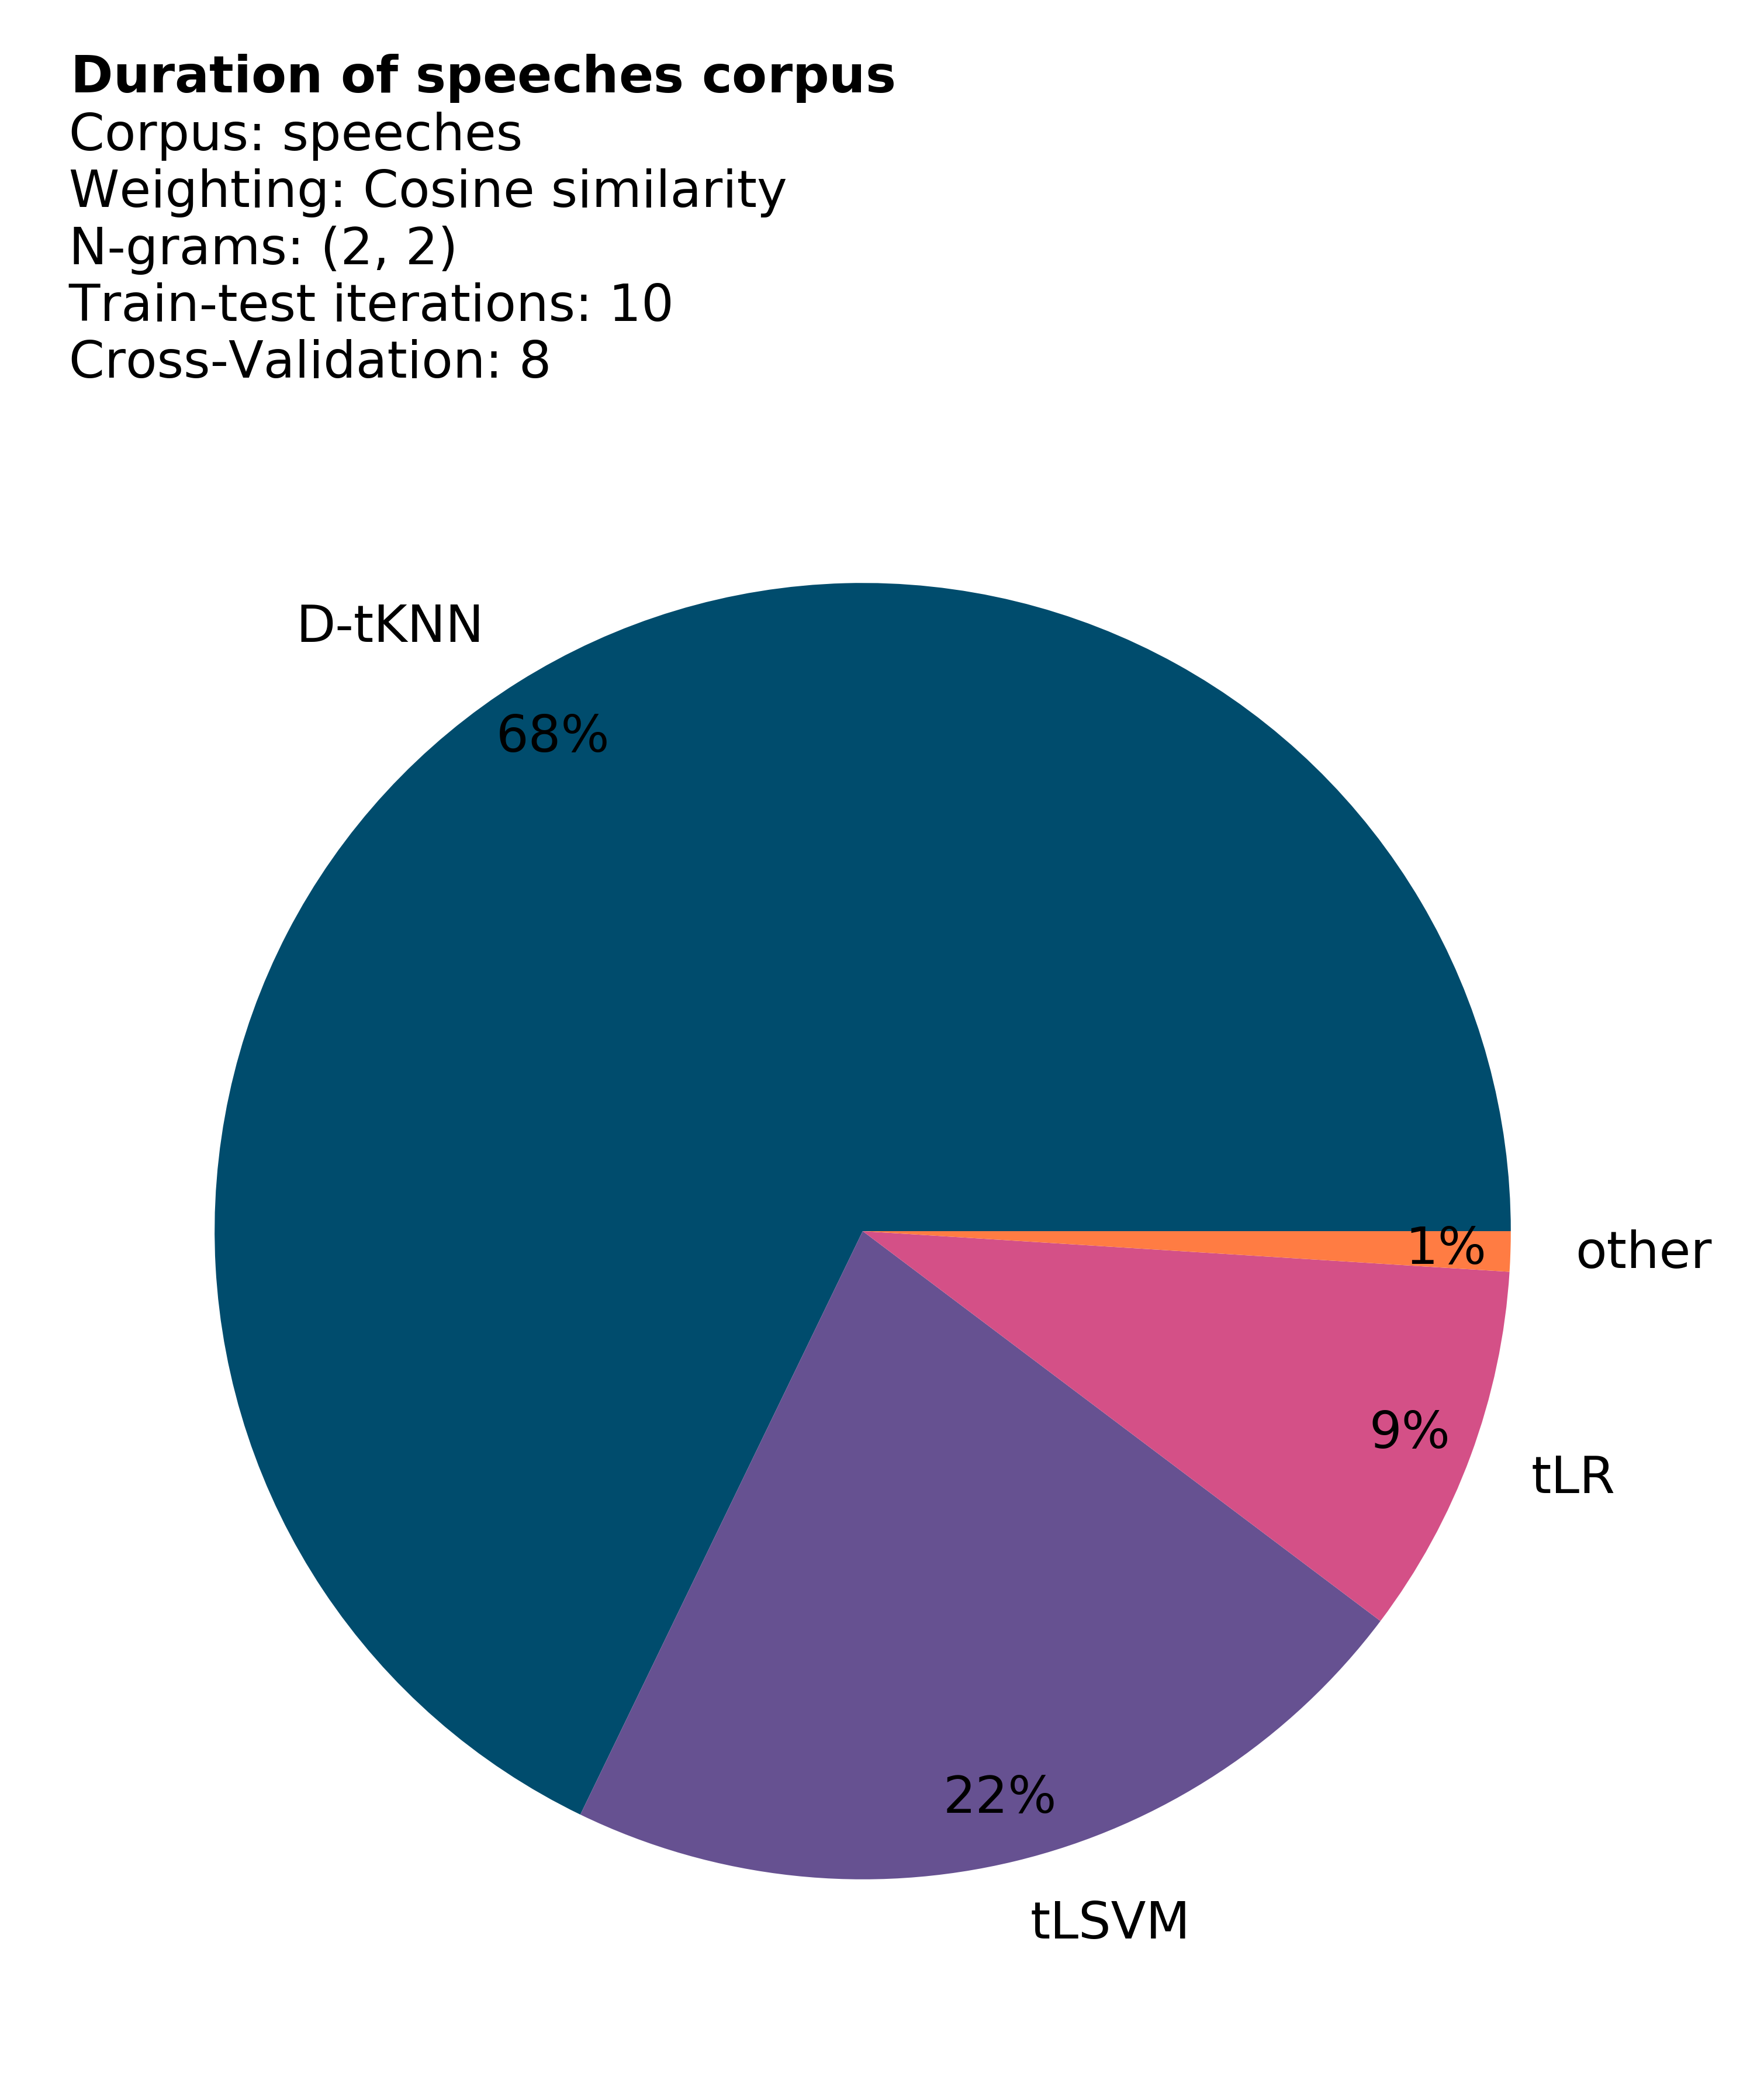 Duration of speeches corpus
Corpus: speeches
Weighting: Cosine similarity
N-grams: (2, 2)
Train-test iterations: 10
Cross-Validation: 8
D-tKNN
68%
1%
other
9%
tLR
22%
tLSVM